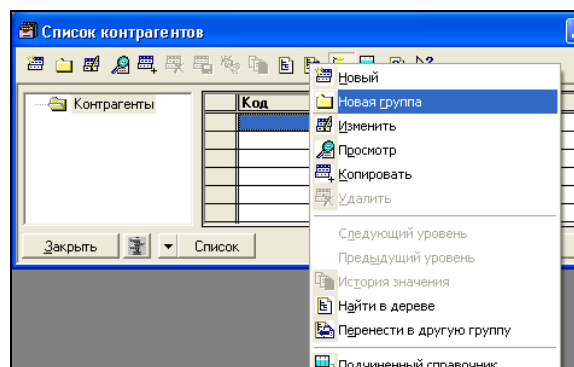 Список контрагентов
Контрагенты
Код
Новый
Новая группа
Изменить
Просмотр
Копировать
Удалить
Следующий уровень
Предыдущий уровень
История значения
Найти в дереве
Перенести в другую группу
Подчиненный справочник
Закрыть
Список